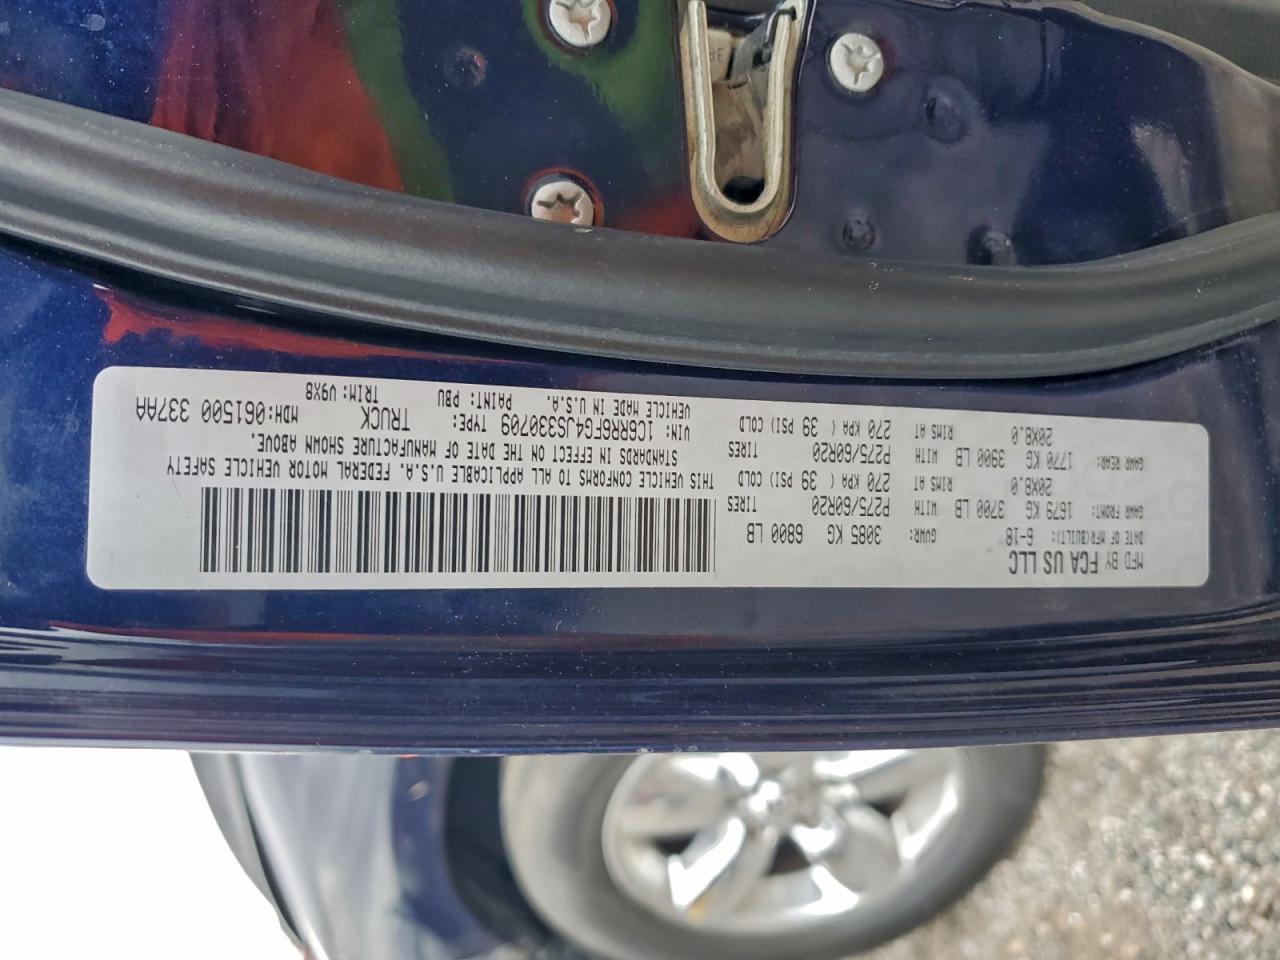 MFD BY FCA US LLC
DATE OF MFR(BUILT): 6-18 GVWR: 3085 KG 6800 LB
GAWR FRONT: 1679 KG 3700 LB WITH P275/60R20 TIRES
20X8.0 RIMS AT 270 KPA ( 39 PSI) COLD
GAWR REAR: 1770 KG 3900 LB WITH P275/60R20 TIRES
20X8.0 RIMS AT 270 KPA ( 39 PSI) COLD
THIS VEHICLE CONFORMS TO ALL APPLICABLE U.S.A. FEDERAL MOTOR VEHICLE SAFETY
STANDARDS IN EFFECT ON THE DATE OF MANUFACTURE SHOWN ABOVE.
VIN: 1C6RR6FG4JS330709 TYPE: TRUCK MDH:061500 337AA
VEHICLE MADE IN U.S.A. PAINT: PBU TRIM: V9X8